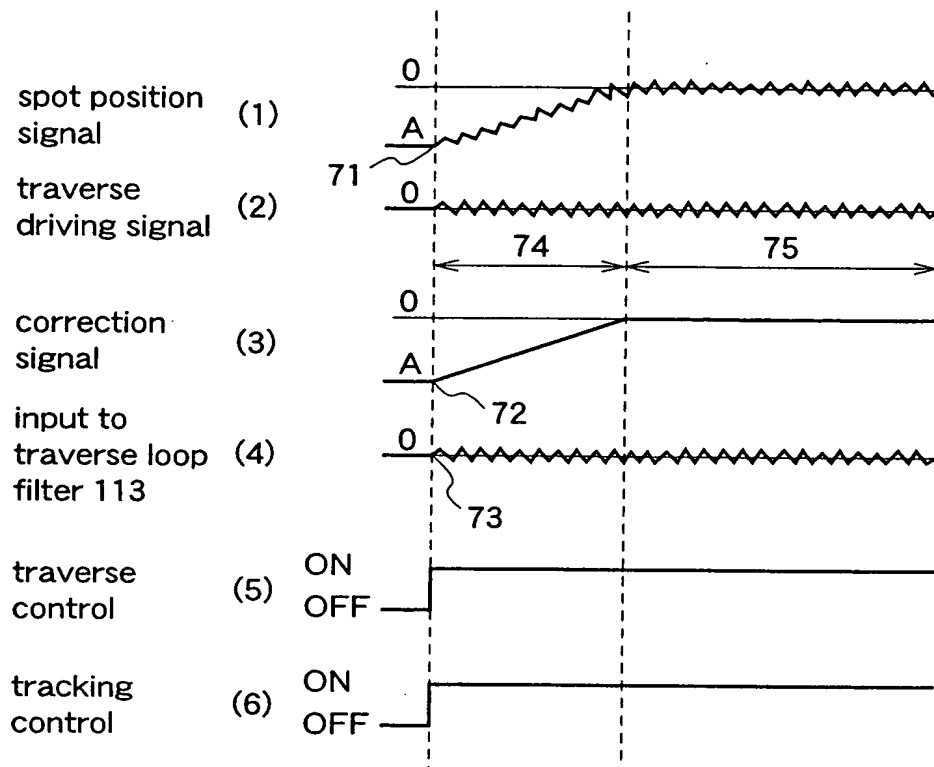 spot position
signal
(1)
0
A
71
traverse
driving signal
(2)
0
74
75
correction
signal
(3)
0
A
72
input to
traverse loop
filter 113
(4)
0
73
traverse
control
(5)
ON
OFF
tracking
control
(6)
ON
OFF